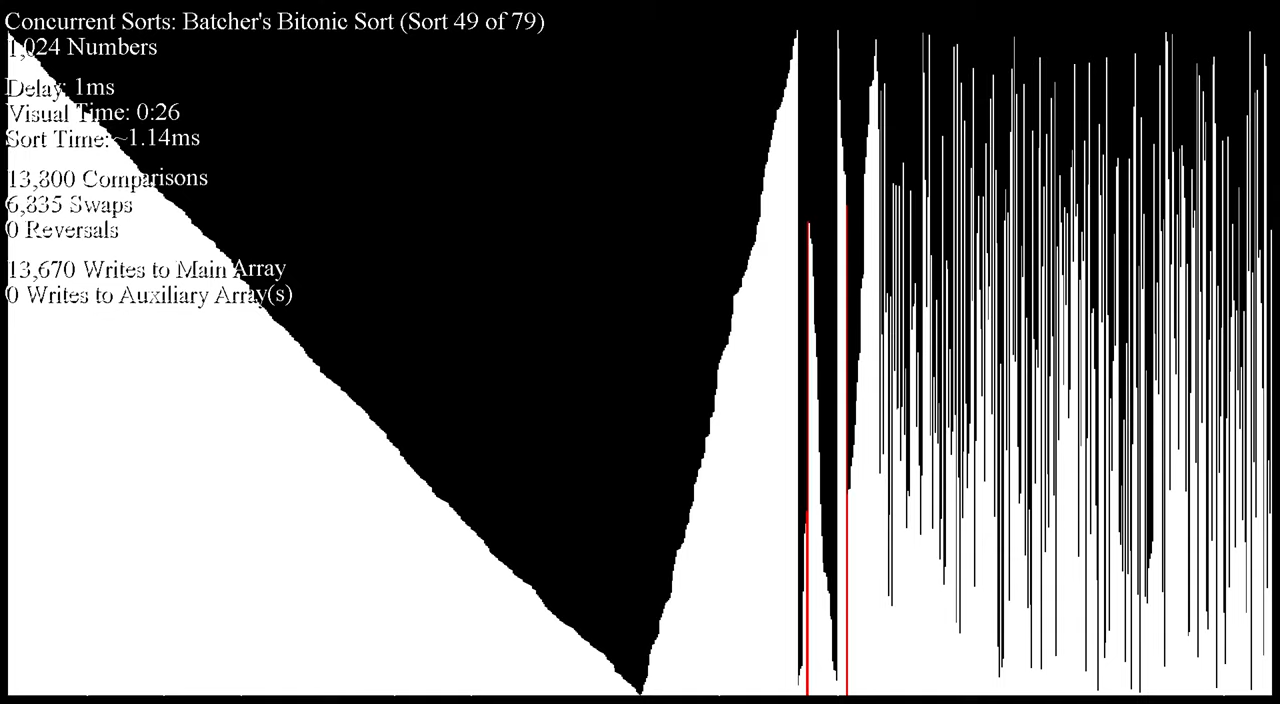 Concurrent Sorts: Batcher's Bitonic Sort (Sort 49 of 79)
1,024 Numbers
Delay: 1ms
Visual Time: 0:26
Sort Time: ~1.14ms
13,800 Comparisons
6,835 Swaps
0 Reversals
13,670 Writes to Main Array
0 Writes to Auxiliary Array(s)